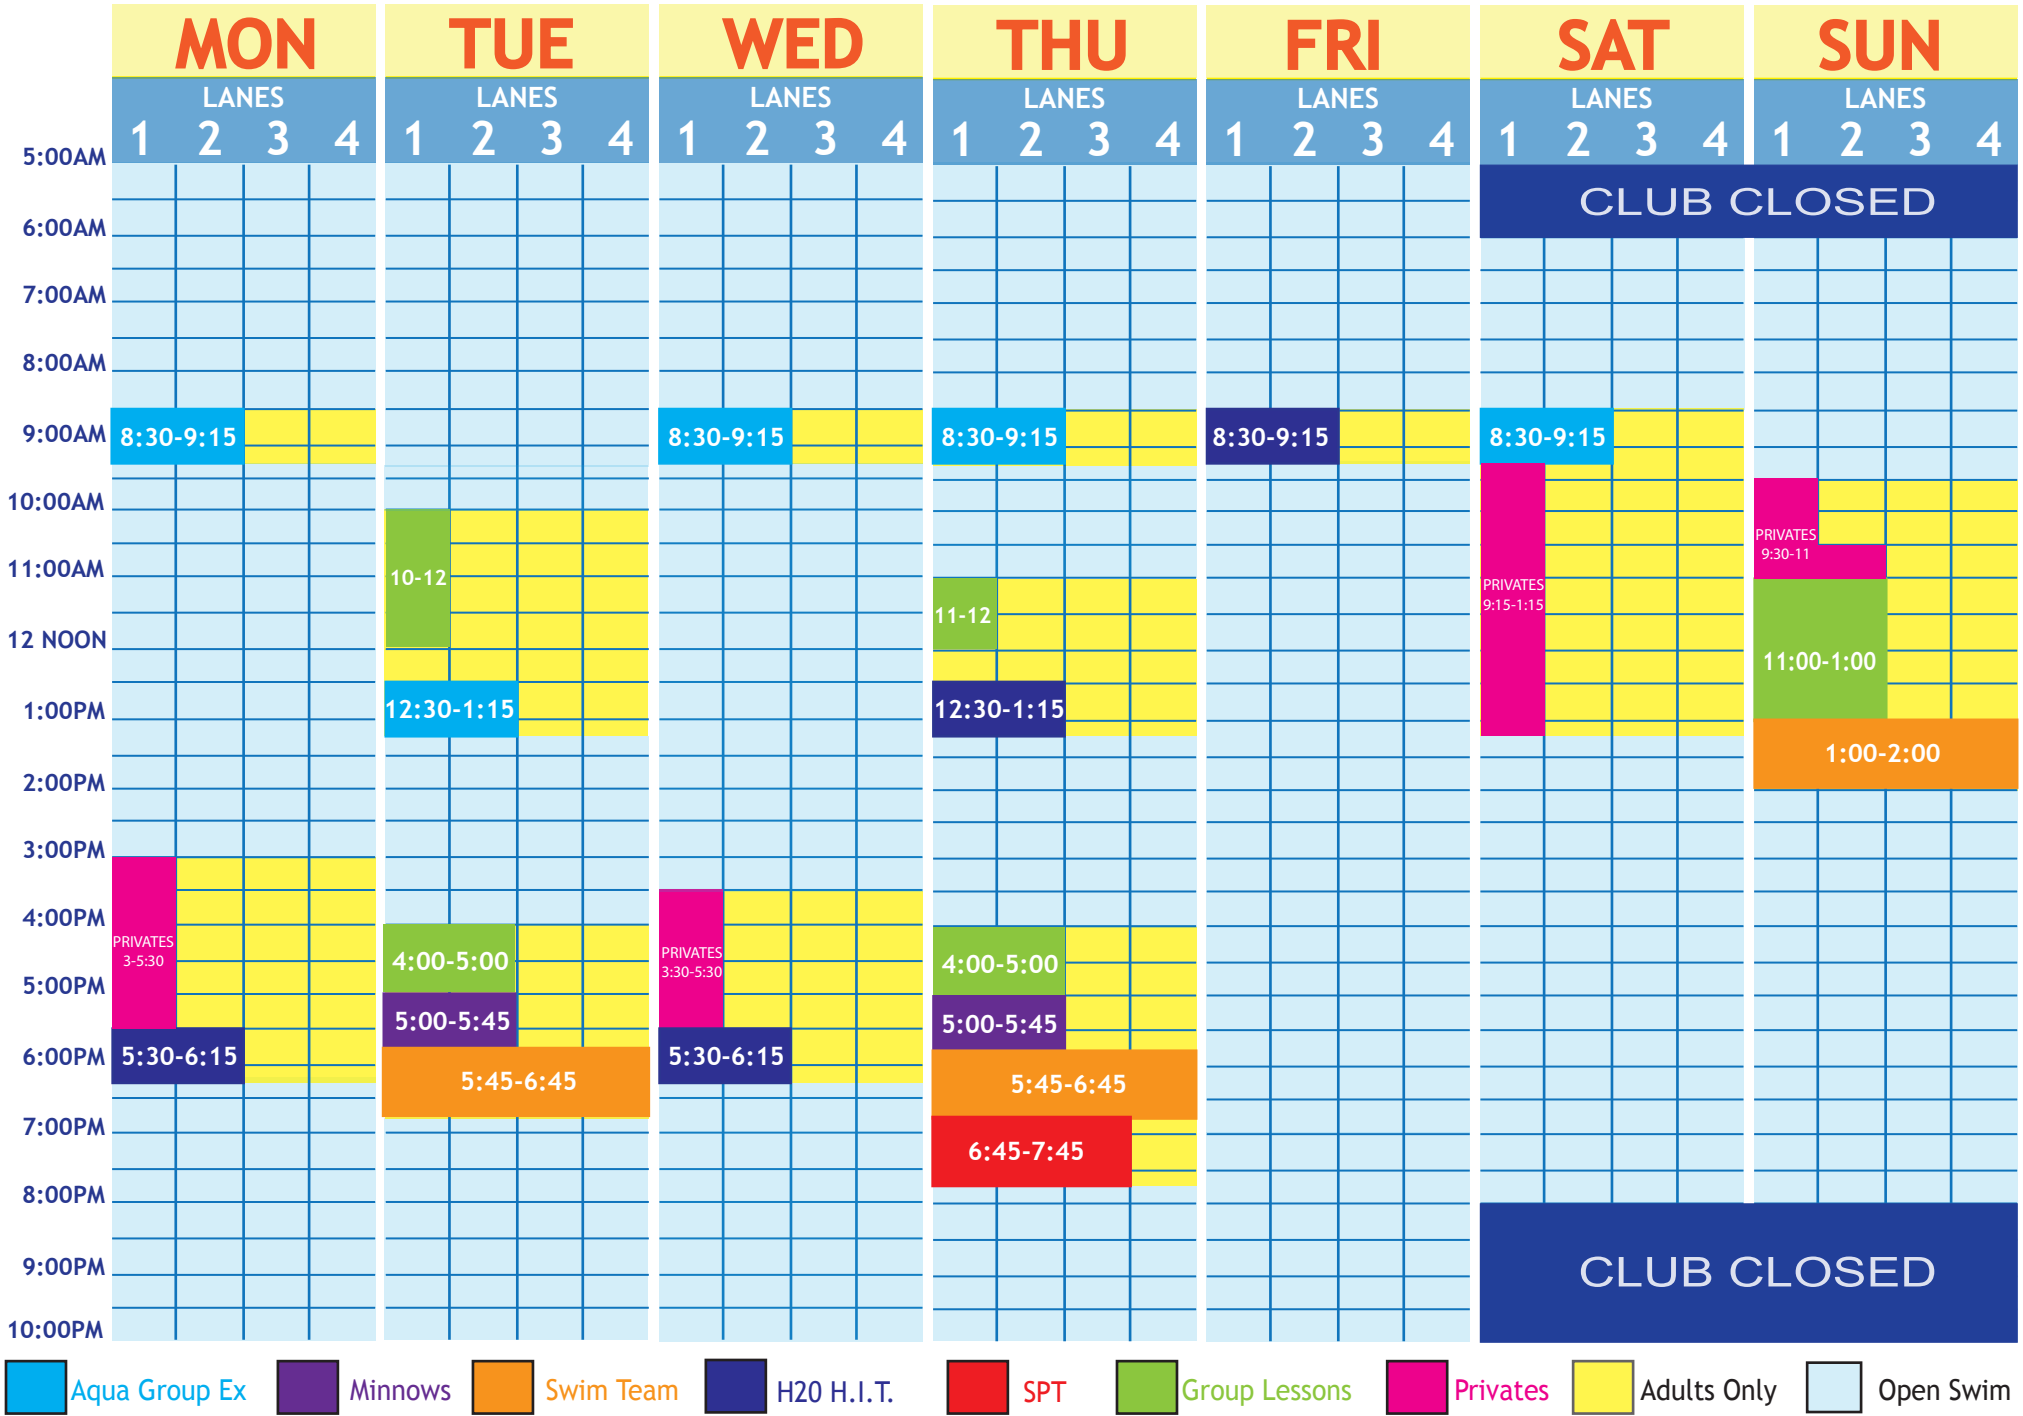 MON TUE WED THU FRI SAT SUN
LANES LANES LANES LANES LANES LANES LANES
1 2 3 4 1 2 3 4 1 2 3 4 1 2 3 4 1 2 3 4 1 2 3 4 1 2 3 4
5:00AM
CLUB CLOSED
6:00AM
7:00AM
8:00AM
9:00AM 8:30-9:15 8:30-9:15 8:30-9:15 8:30-9:15 8:30-9:15
10:00AM
PRIVATES
9:30-11
11:00AM 10-12
PRIVATES
9:15-1:15
11-12
12 NOON
11:00-1:00
1:00PM 12:30-1:15 12:30-1:15
1:00-2:00
2:00PM
3:00PM
4:00PM
PRIVATES
3-5:30
4:00-5:00
PRIVATES
3:30-5:30
4:00-5:00
5:00PM
5:00-5:45 5:00-5:45
6:00PM 5:30-6:15 5:30-6:15
5:45-6:45 5:45-6:45
7:00PM
6:45-7:45
8:00PM
9:00PM CLUB CLOSED
10:00PM
Aqua Group Ex Minnows Swim Team H20 H.I.T. SPT Group Lessons Privates Adults Only Open Swim